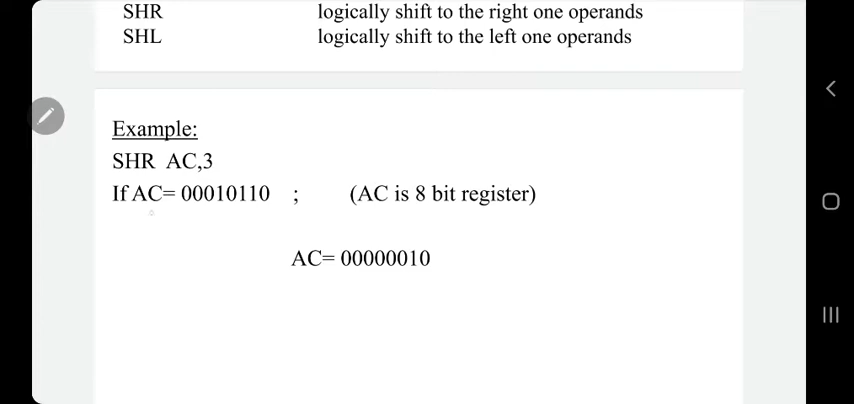 SHR logically shift to the right one operands
SHL logically shift to the left one operands
Example:
SHR AC,3
If AC= 00010110 ; (AC is 8 bit register)
AC= 00000010